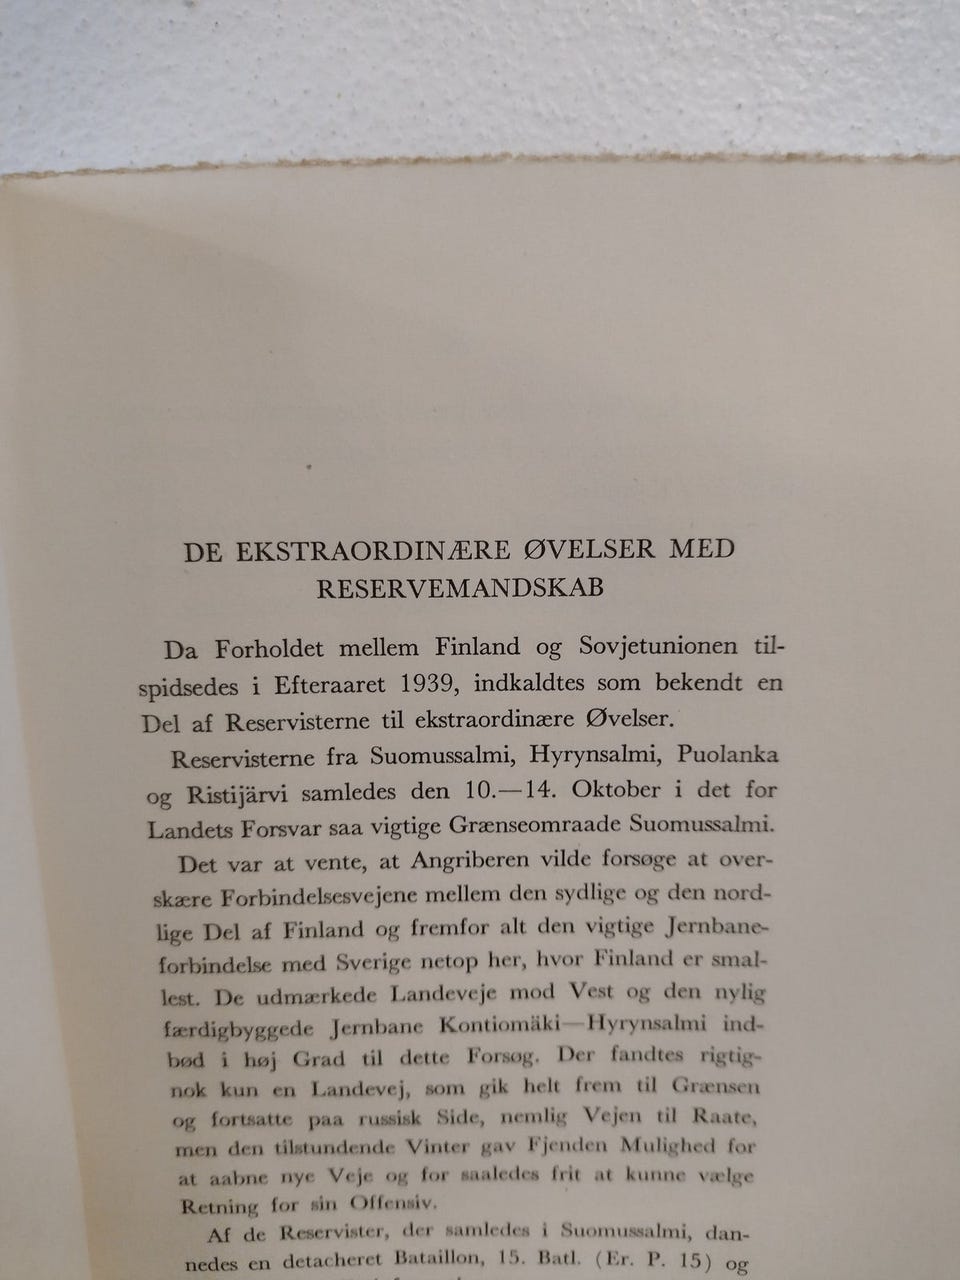 DE EKSTRAORDINÆRE ØVELSER MED
RESERVEMANDSKAB
Da Forholdet mellem Finland og Sovjetunionen til-
spidsedes i Efteraaret 1939, indkaldtes som bekendt en
Del af Reservisterne til ekstraordinære Øvelser.
Reservisterne fra Suomussalmi, Hyrynsalmi, Puolanka
og Ristijärvi samledes den 10.—14. Oktober i det for
Landets Forsvar saa vigtige Grænseomraade Suomussalmi.
Det var at vente, at Angriberen vilde forsøge at over-
skære Forbindelsesvejene mellem den sydlige og den nord-
lige Del af Finland og fremfor alt den vigtige Jernbane-
forbindelse med Sverige netop her, hvor Finland er smal-
lest. De udmærkede Landeveje mod Vest og den nylig
færdigbyggede Jernbane Kontiomäki—Hyrynsalmi ind-
bød i høj Grad til dette Forsøg. Der fandtes rigtig-
nok kun en Landevej, som gik helt frem til Grænsen
og fortsatte paa russisk Side, nemlig Vejen til Raate,
men den tilstundende Vinter gav Fjenden Mulighed for
at aabne nye Veje og for saaledes frit at kunne vælge
Retning for sin Offensiv.
Af de Reservister, der samledes i Suomussalmi, dan-
nedes en detacheret Bataillon, 15. Batl. (Er. P. 15) og